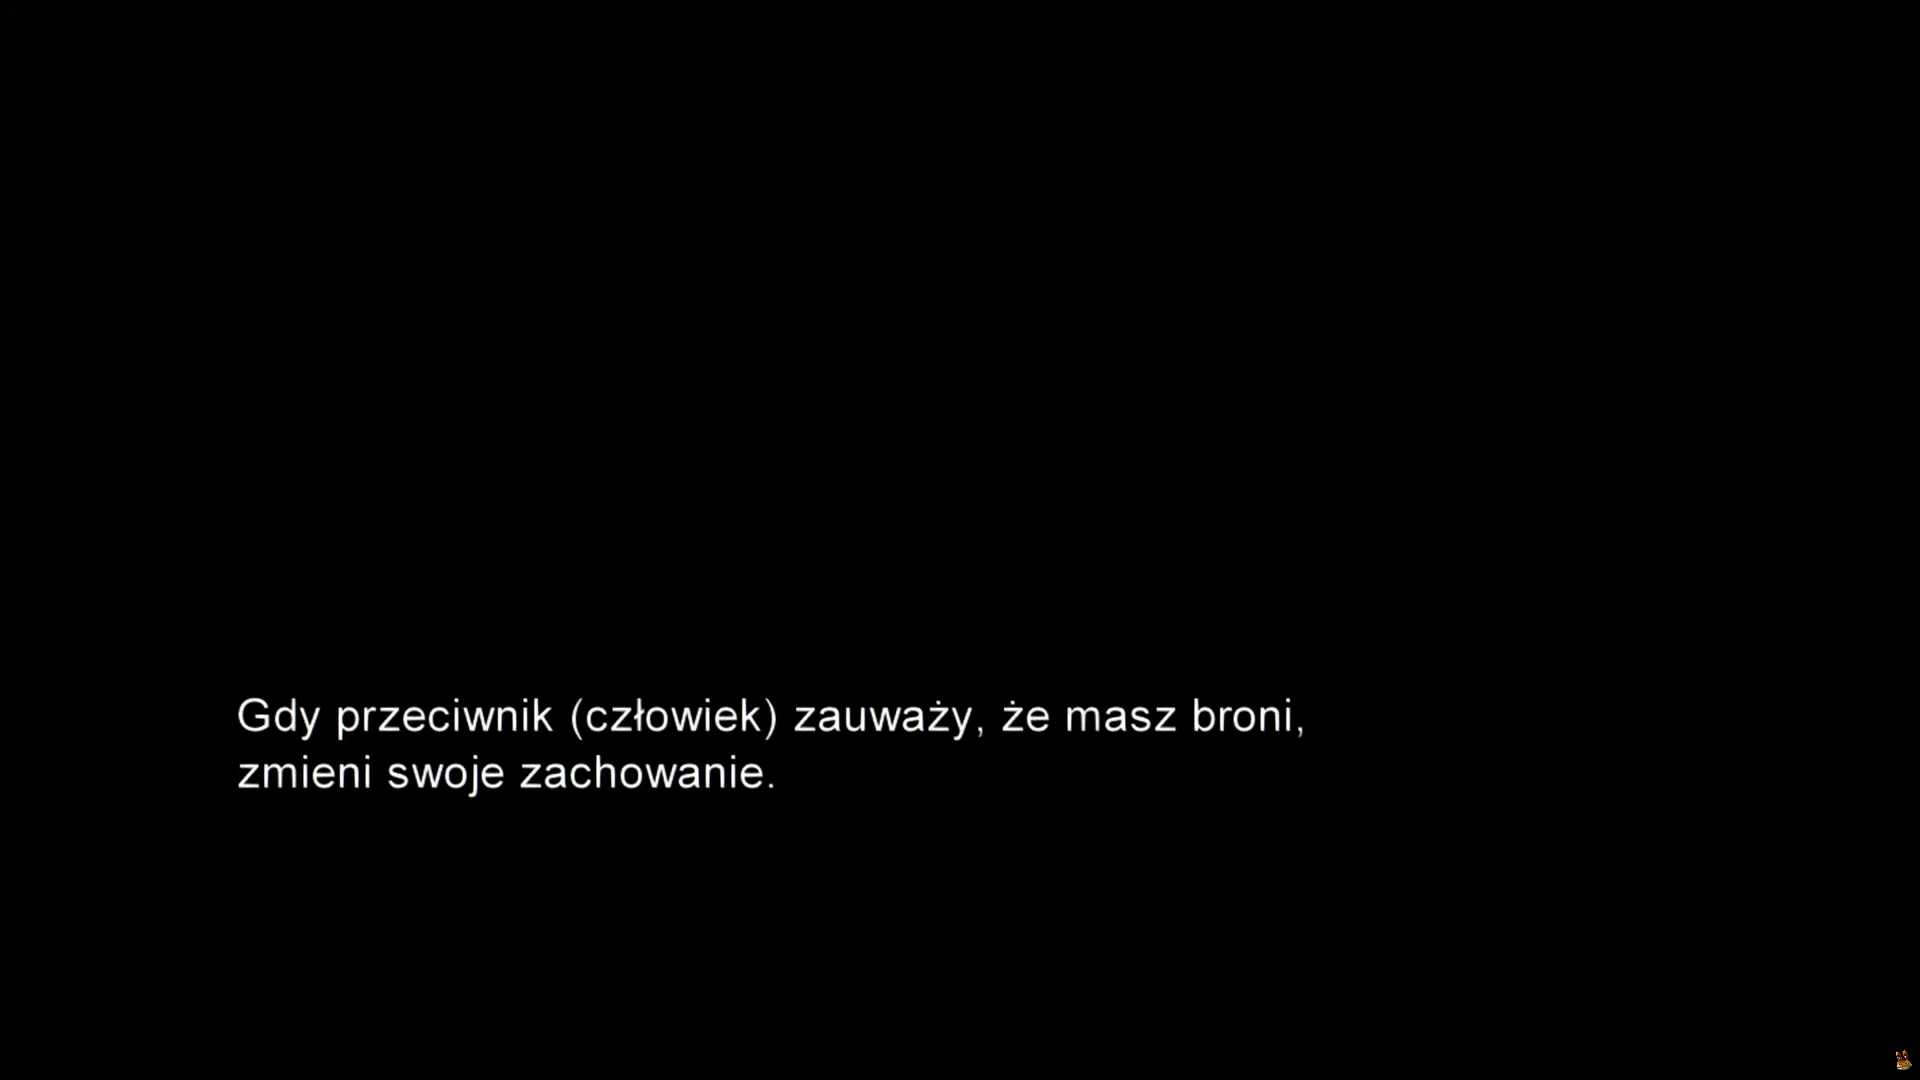 Gdy przeciwnik (człowiek) zauważy, że masz broni,
zmieni swoje zachowanie.